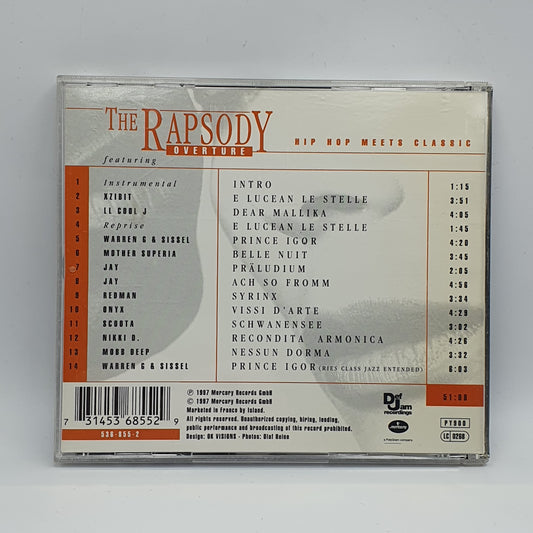 THE RAPSODY
OVERTURE
HIP HOP MEETS CLASSIC
featuring
1 Instrumental INTRO 1:15
2 XZIBIT E LUCEAN LE STELLE 3:51
3 LL COOL J DEAR MALLIKA 4:05
4 Reprise E LUCEAN LE STELLE 1:45
5 WARREN G & SISSEL PRINCE IGOR 4:20
6 MOTHER SUPERIA BELLE NUIT 3:45
7 JAY PRÄLUDIUM 2:05
8 JAY ACH SO FROMM 4:56
9 REDMAN SYRINX 3:34
10 ONYX VISSI D'ARTE 4:29
11 SCOOTA SCHWANENSEE 3:02
12 NIKKI D. RECONDITA ARMONICA 4:26
13 MOBB DEEP NESSUN DORMA 3:32
14 WARREN G & SISSEL PRINCE IGOR (RIES CLASS JAZZ EXTENDED) 6:03
51:08
7 31453 68552 9
536-855-2
℗ 1997 Mercury Records GmbH
© 1997 Mercury Records GmbH
Marketed in France by Island.
All rights reserved. Unauthorized copying, hiring, lending,
public performance and broadcasting of this record prohibited.
Design: UK VISIONS · Photos: Olaf Heine
Def Jam
recordings
mercury
a PolyGram company
PY900
LC 0268